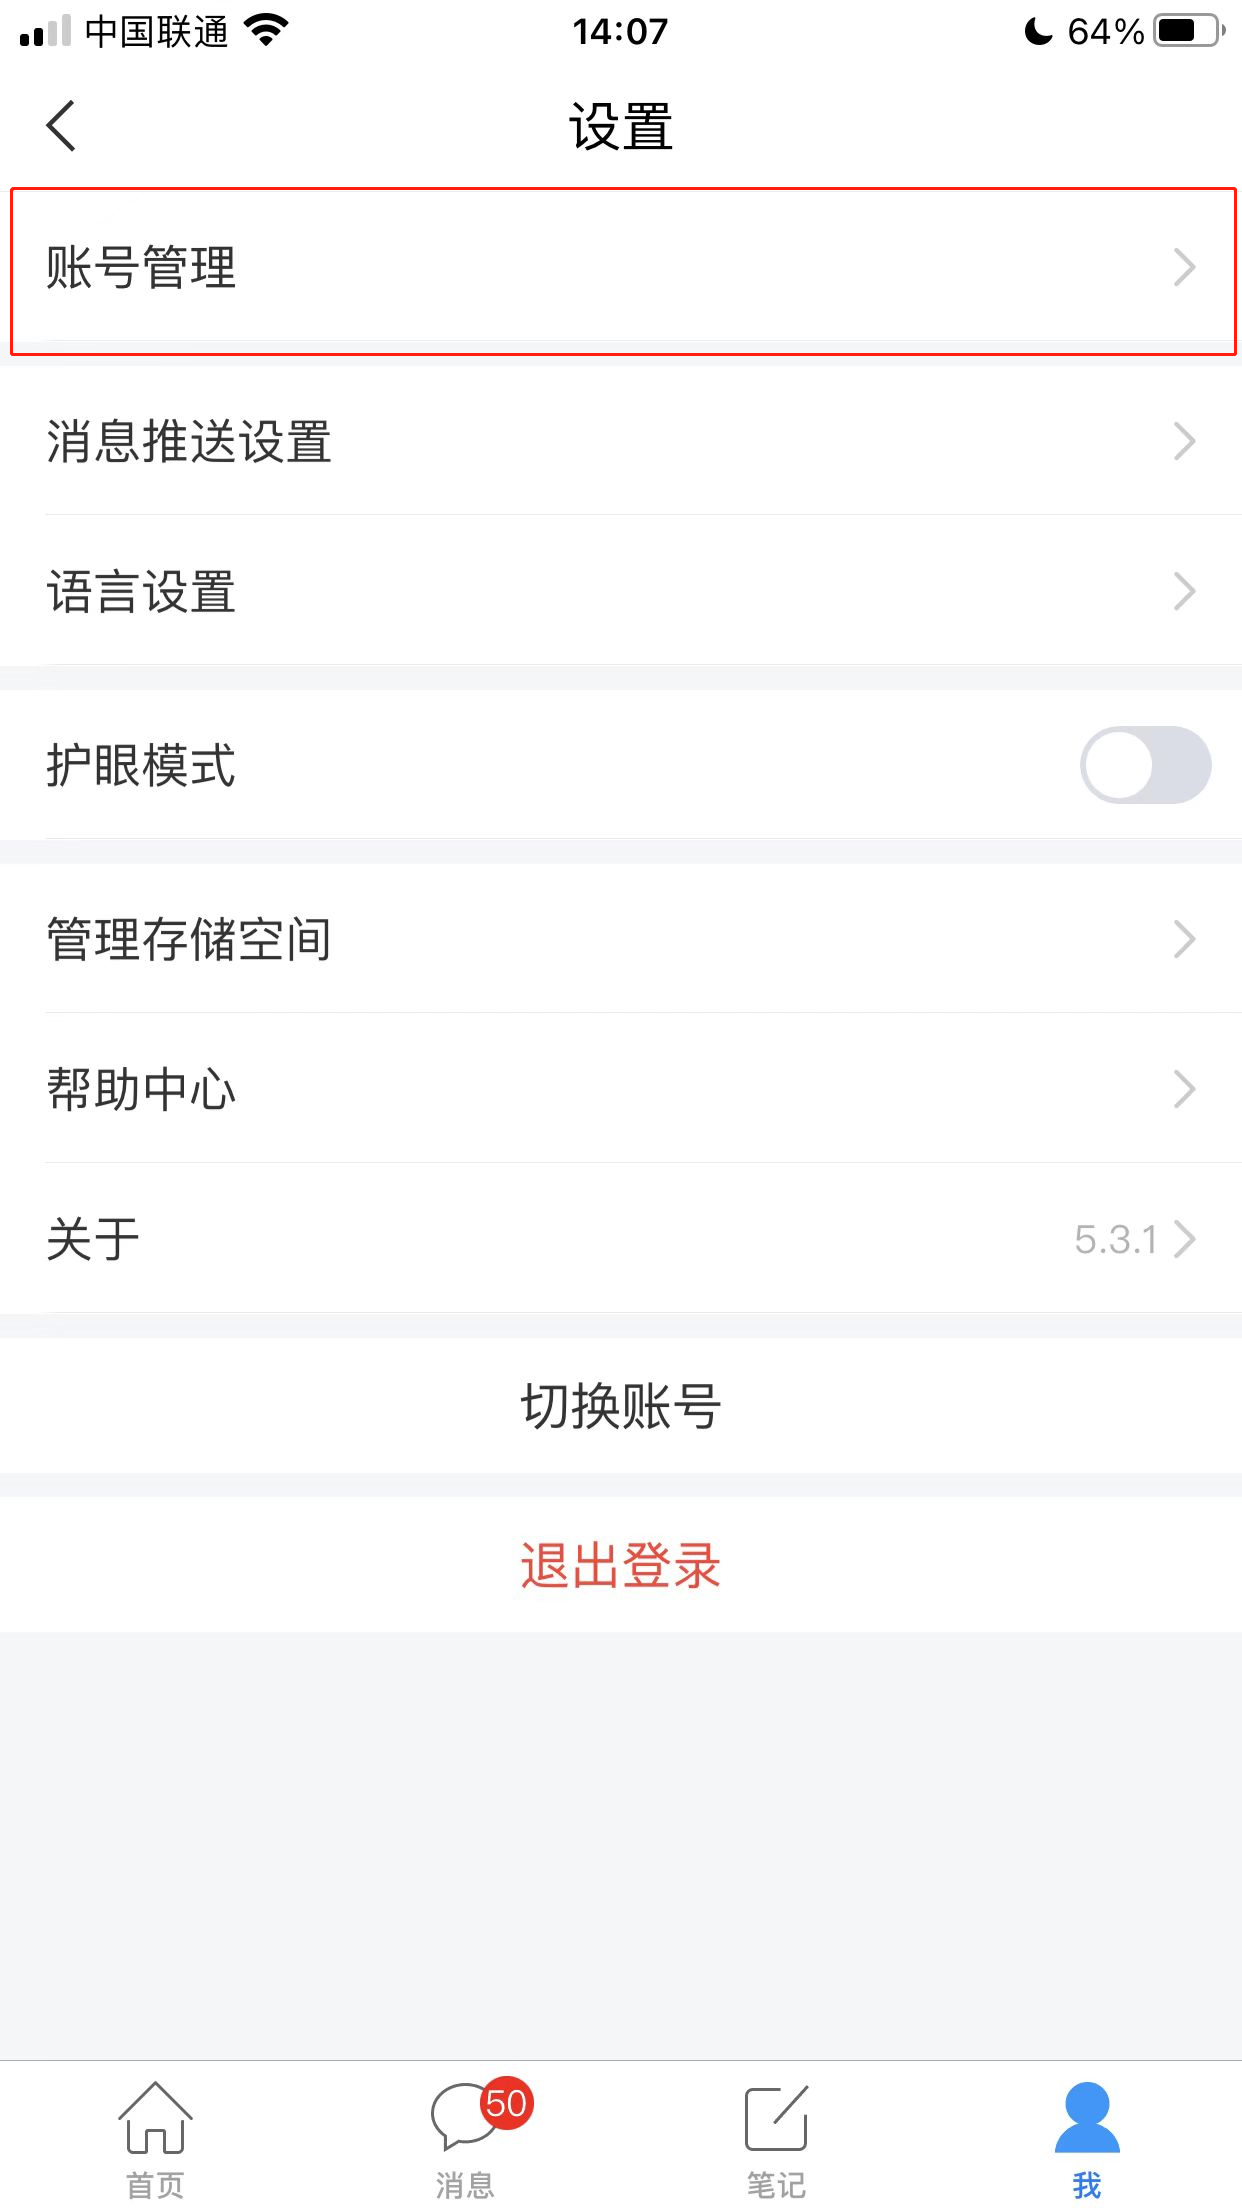 中国联通 14:07 64%
设置
账号管理
消息推送设置
语言设置
护眼模式
管理存储空间
帮助中心
关于 5.3.1
切换账号
退出登录
50
首页 消息 笔记 我